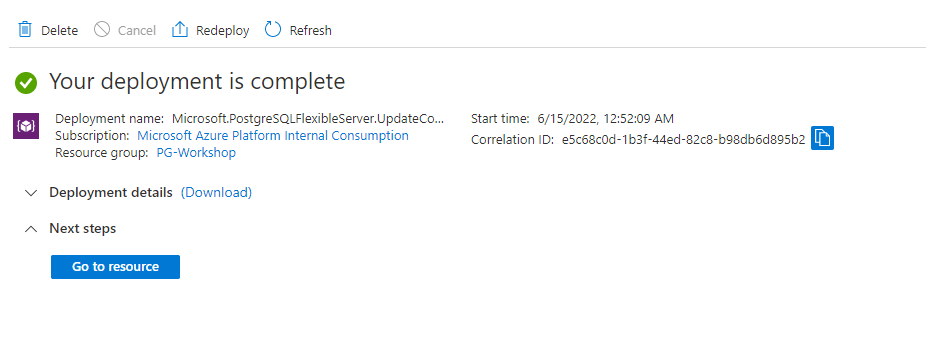 Delete Cancel Redeploy Refresh
Your deployment is complete
Deployment name: Microsoft.PostgreSQLFlexibleServer.UpdateCo... Start time: 6/15/2022, 12:52:09 AM
Subscription: Microsoft Azure Platform Internal Consumption Correlation ID: e5c68c0d-1b3f-44ed-82c8-b98db6d895b2
Resource group: PG-Workshop
Deployment details (Download)
Next steps
Go to resource